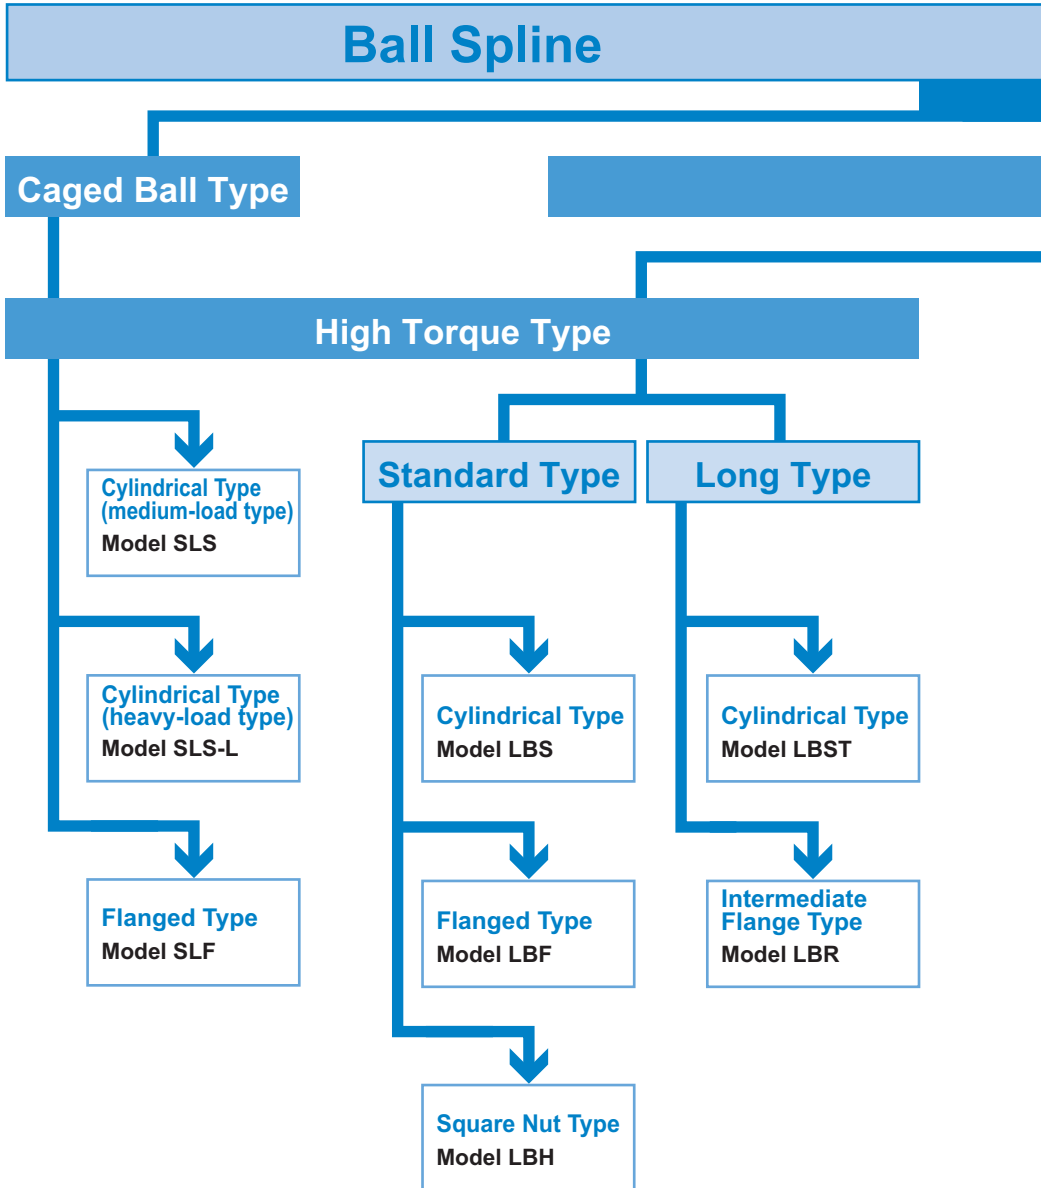 Ball Spline
Caged Ball Type
High Torque Type
Cylindrical Type
(medium-load type)
Model SLS
Cylindrical Type
(heavy-load type)
Model SLS-L
Flanged Type
Model SLF
Standard Type
Cylindrical Type
Model LBS
Flanged Type
Model LBF
Square Nut Type
Model LBH
Long Type
Cylindrical Type
Model LBST
Intermediate
Flange Type
Model LBR